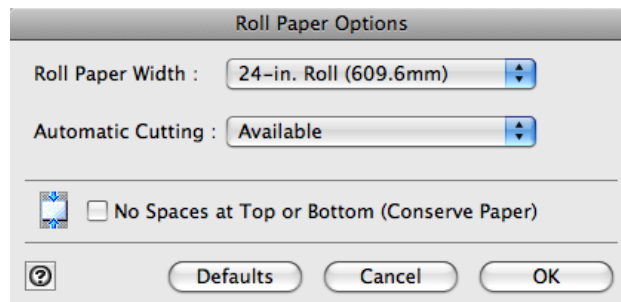 Roll Paper Options
Roll Paper Width : 24-in. Roll (609.6mm)
Automatic Cutting : Available
No Spaces at Top or Bottom (Conserve Paper)
? Defaults Cancel OK